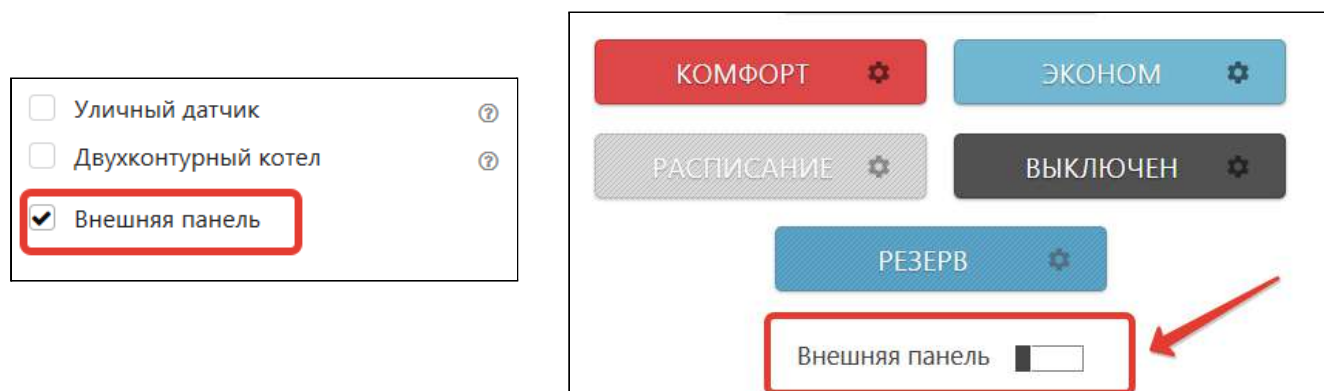 Уличный датчик
Двухконтурный котел
Внешняя панель
КОМФОРТ
ЭКОНОМ
РАСПИСАНИЕ
ВЫКЛЮЧЕН
РЕЗЕРВ
Внешняя панель